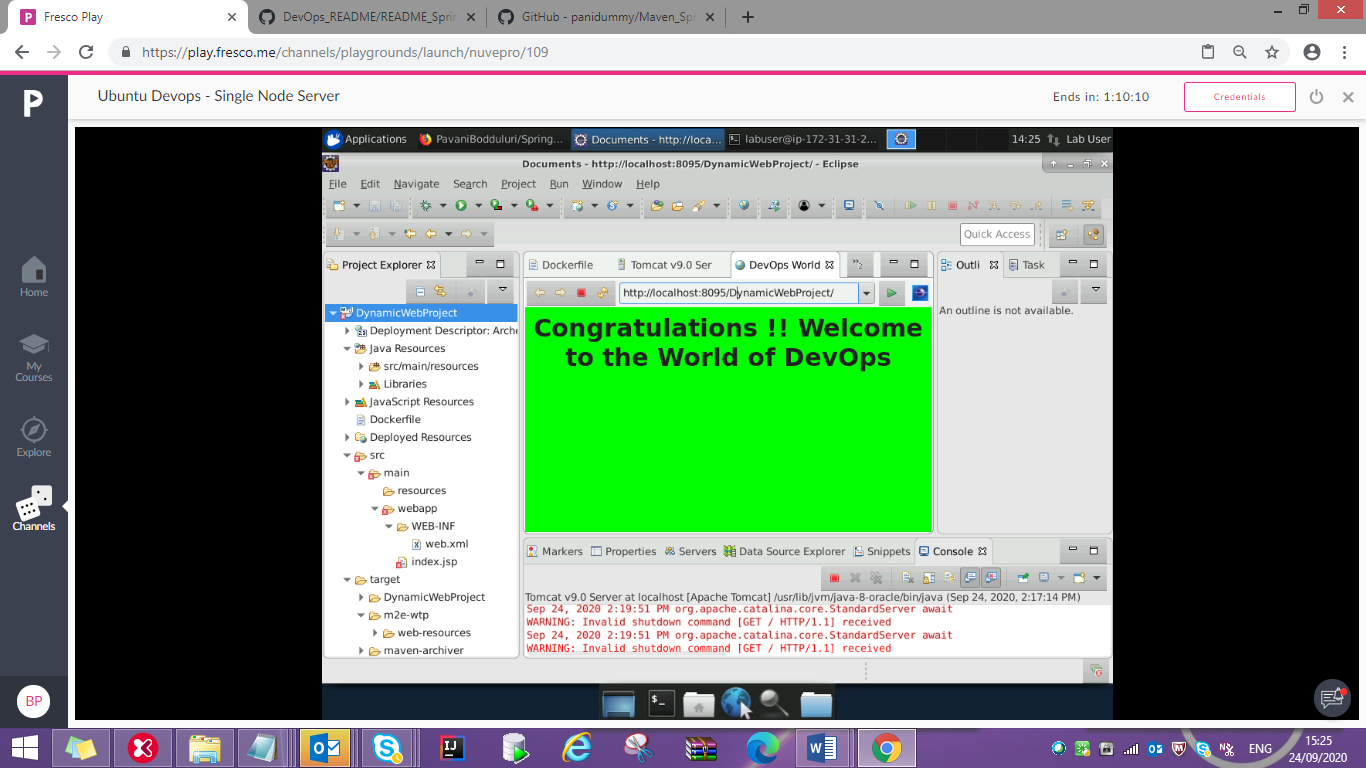 Fresco Play
DevOps_README/README_Sprin
GitHub - panidummy/Maven_Spr
https://play.fresco.me/channels/playgrounds/launch/nuvepro/109
Ubuntu Devops - Single Node Server
Ends in: 1:10:10
Credentials
Home
My
Courses
Explore
Channels
BP
Applications
PavaniBodduluri/Spring...
Documents - http://loca...
labuser@ip-172-31-31-2...
14:25
Lab User
Documents - http://localhost:8095/DynamicWebProject/ - Eclipse
File Edit Navigate Search Project Run Window Help
Quick Access
Project Explorer
DynamicWebProject
Deployment Descriptor: Arche
Java Resources
src/main/resources
Libraries
JavaScript Resources
Dockerfile
Deployed Resources
src
main
resources
webapp
WEB-INF
web.xml
index.jsp
target
DynamicWebProject
m2e-wtp
web-resources
maven-archiver
Dockerfile
Tomcat v9.0 Ser
DevOps World
"2
http://localhost:8095/DynamicWebProject/
Congratulations !! Welcome
to the World of DevOps
Outli
Task
An outline is not available.
Markers Properties Servers Data Source Explorer Snippets Console
Tomcat v9.0 Server at localhost [Apache Tomcat] /usr/lib/jvm/java-8-oracle/bin/java (Sep 24, 2020, 2:17:14 PM)
Sep 24, 2020 2:19:51 PM org.apache.catalina.core.StandardServer await
WARNING: Invalid shutdown command [GET / HTTP/1.1] received
Sep 24, 2020 2:19:51 PM org.apache.catalina.core.StandardServer await
WARNING: Invalid shutdown command [GET / HTTP/1.1] received
ENG
15:25
24/09/2020